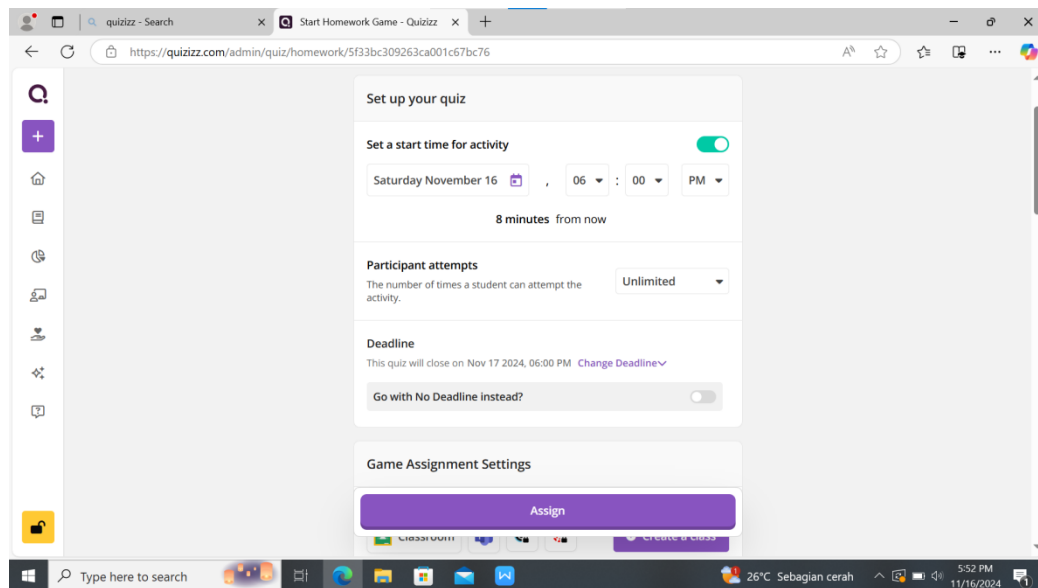 quizizz - Search
Start Homework Game - Quizizz
https://quizizz.com/admin/quiz/homework/5f33bc309263ca001c67bc76
Set up your quiz
Set a start time for activity
Saturday November 16 , 06 : 00 PM
8 minutes from now
Participant attempts
The number of times a student can attempt the
activity.
Unlimited
Deadline
This quiz will close on Nov 17 2024, 06:00 PM Change Deadline
Go with No Deadline instead?
Game Assignment Settings
Assign
Classroom
Create a class
Type here to search
26°C Sebagian cerah
5:52 PM
11/16/2024